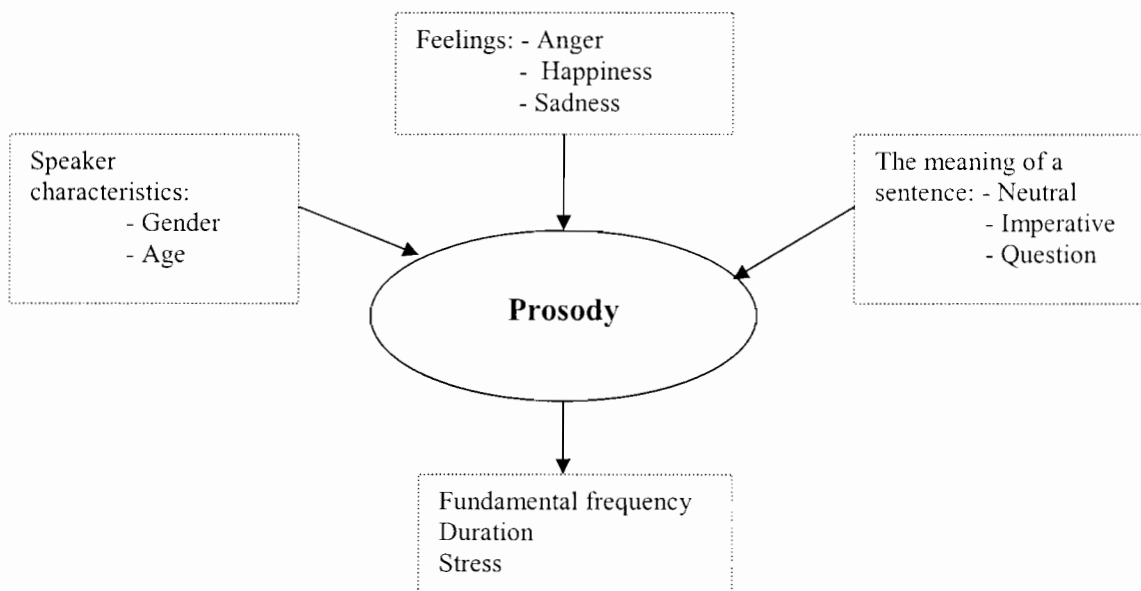 Feelings: - Anger
- Happiness
- Sadness
Speaker
characteristics:
- Gender
- Age
The meaning of a
sentence: - Neutral
- Imperative
- Question
Prosody
Fundamental frequency
Duration
Stress